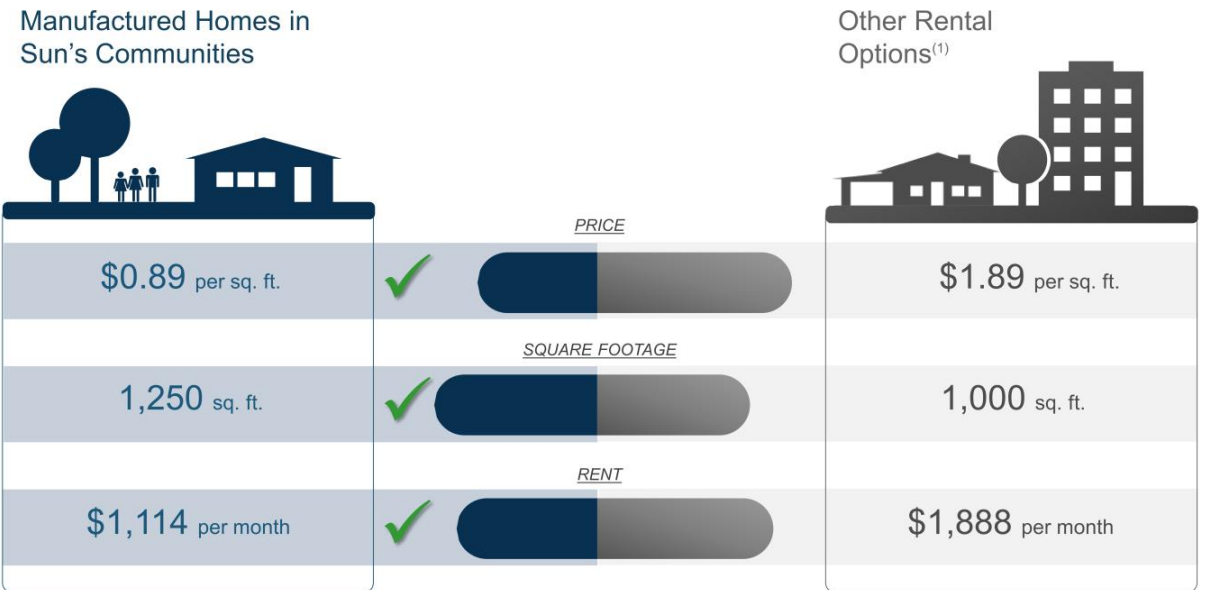 Manufactured Homes in
Sun's Communities
Other Rental
Options(1)
PRICE
$0.89 per sq. ft.
$1.89 per sq. ft.
SQUARE FOOTAGE
1,250 sq. ft.
1,000 sq. ft.
RENT
$1,114 per month
$1,888 per month